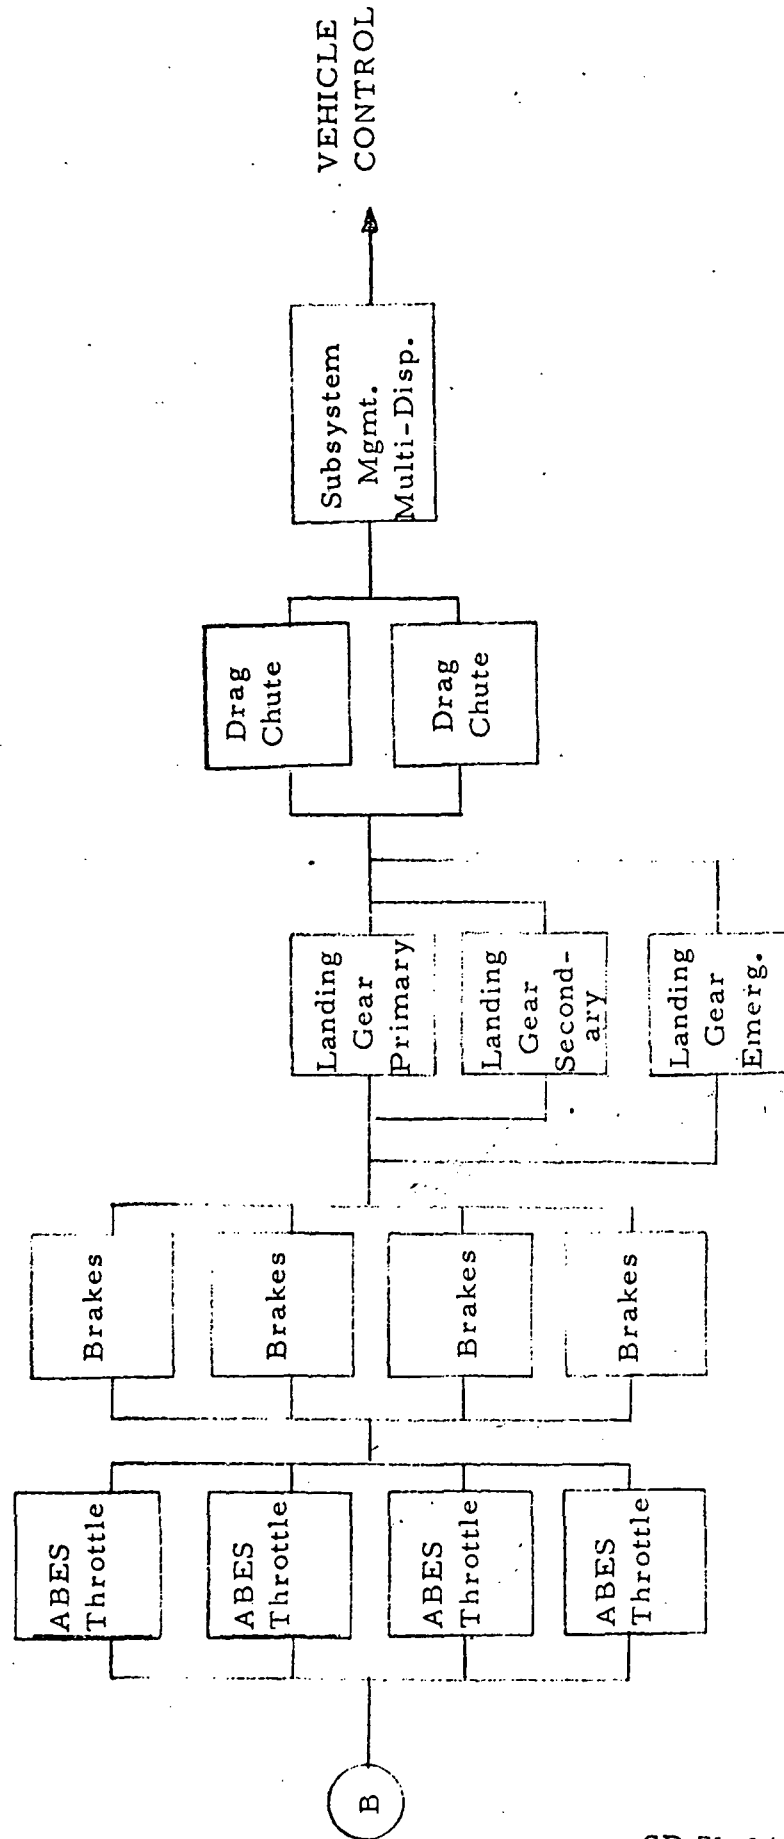 B
ABES
Throttle
ABES
Throttle
ABES
Throttle
ABES
Throttle
Brakes
Brakes
Brakes
Brakes
Landing
Gear
Primary
Landing
Gear
Second-
ary
Landing
Gear
Emerg.
Drag
Chute
Drag
Chute
Subsystem
Mgmt.
Multi-Disp.
VEHICLE
CONTROL